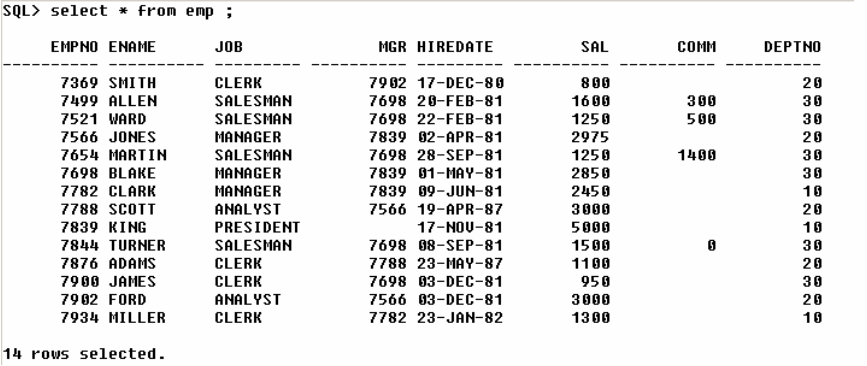 SQL> select * from emp ;
EMPNO ENAME JOB MGR HIREDATE SAL COMM DEPTNO
---------- ---------- --------- ---------- --------- ---------- ---------- ----------
7369 SMITH CLERK 7902 17-DEC-80 800 20
7499 ALLEN SALESMAN 7698 20-FEB-81 1600 300 30
7521 WARD SALESMAN 7698 22-FEB-81 1250 500 30
7566 JONES MANAGER 7839 02-APR-81 2975 20
7654 MARTIN SALESMAN 7698 28-SEP-81 1250 1400 30
7698 BLAKE MANAGER 7839 01-MAY-81 2850 30
7782 CLARK MANAGER 7839 09-JUN-81 2450 10
7788 SCOTT ANALYST 7566 19-APR-87 3000 20
7839 KING PRESIDENT 17-NOV-81 5000 10
7844 TURNER SALESMAN 7698 08-SEP-81 1500 0 30
7876 ADAMS CLERK 7788 23-MAY-87 1100 20
7900 JAMES CLERK 7698 03-DEC-81 950 30
7902 FORD ANALYST 7566 03-DEC-81 3000 20
7934 MILLER CLERK 7782 23-JAN-82 1300 10
14 rows selected.